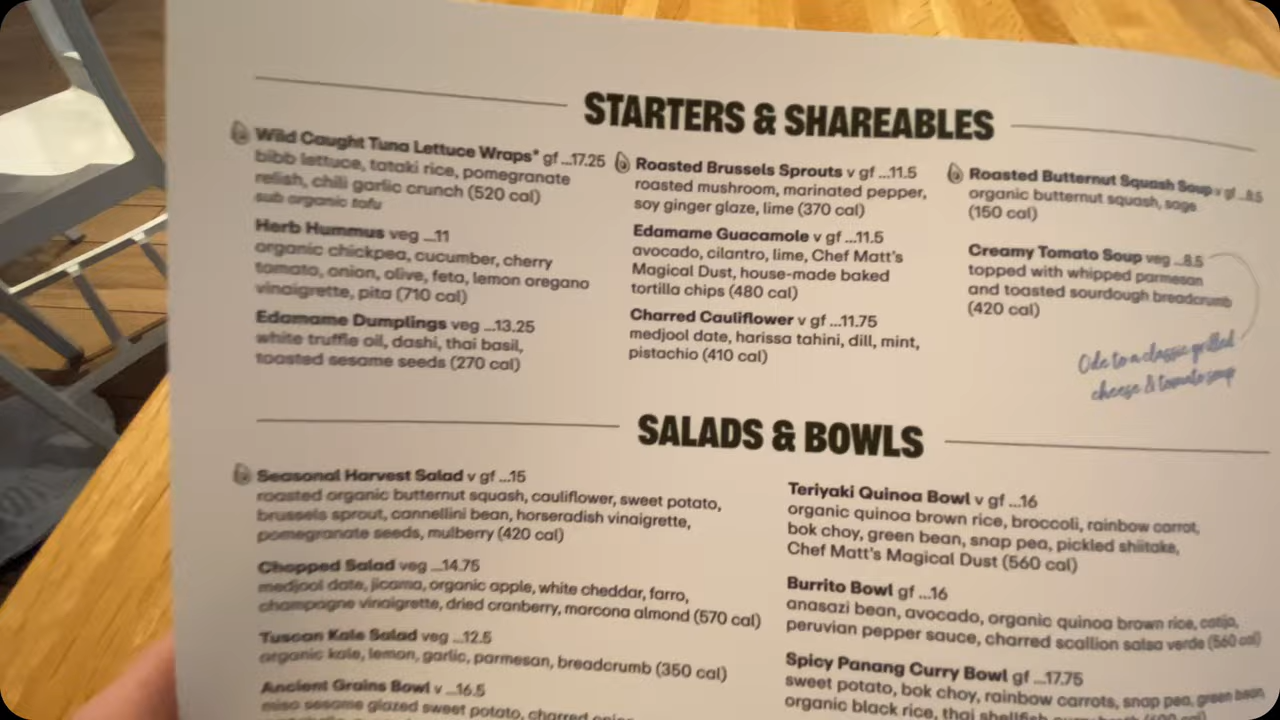 STARTERS & SHAREABLES
Wild Caught Tuna Lettuce Wraps* gf ...17.25
bibb lettuce, tataki rice, pomegranate
relish, chili garlic crunch (520 cal)
sub organic tofu
Herb Hummus veg ...11
organic chickpea, cucumber, cherry
tomato, onion, olive, feta, lemon oregano
vinaigrette, pita (710 cal)
Edamame Dumplings veg ...13.25
white truffle oil, dashi, thai basil,
toasted sesame seeds (270 cal)
Roasted Brussels Sprouts v gf ...11.5
roasted mushroom, marinated pepper,
soy ginger glaze, lime (370 cal)
Edamame Guacamole v gf ...11.5
avocado, cilantro, lime, Chef Matt's
Magical Dust, house-made baked
tortilla chips (480 cal)
Charred Cauliflower v gf ...11.75
medjool date, harissa tahini, dill, mint,
pistachio (410 cal)
Roasted Butternut Squash Soup v gf ...8.5
organic butternut squash, sage
(150 cal)
Creamy Tomato Soup veg ...8.5
topped with whipped parmesan
and toasted sourdough breadcrumb
(420 cal)
Ode to a classic grilled
cheese & tomato soup
SALADS & BOWLS
Seasonal Harvest Salad v gf ...15
roasted organic butternut squash, cauliflower, sweet potato,
brussels sprout, cannellini bean, horseradish vinaigrette,
pomegranate seeds, mulberry (420 cal)
Chopped Salad veg ...14.75
medjool date, jicama, organic apple, white cheddar, farro,
champagne vinaigrette, dried cranberry, marcona almond (570 cal)
Tuscan Kale Salad veg ...12.5
organic kale, lemon, garlic, parmesan, breadcrumb (350 cal)
Ancient Grains Bowl v ...16.5
miso sesame glazed sweet potato, charred
Teriyaki Quinoa Bowl v gf ...16
organic quinoa brown rice, broccoli, rainbow carrot,
bok choy, green bean, snap pea, pickled shiitake,
Chef Matt's Magical Dust (560 cal)
Burrito Bowl gf ...16
anasazi bean, avocado, organic quinoa brown rice, cotija,
peruvian pepper sauce, charred scallion salsa verde (560 cal)
Spicy Panang Curry Bowl gf ...17.75
sweet potato, bok choy, rainbow carrots, snap pea, green bean
organic black rice, thai shellfish